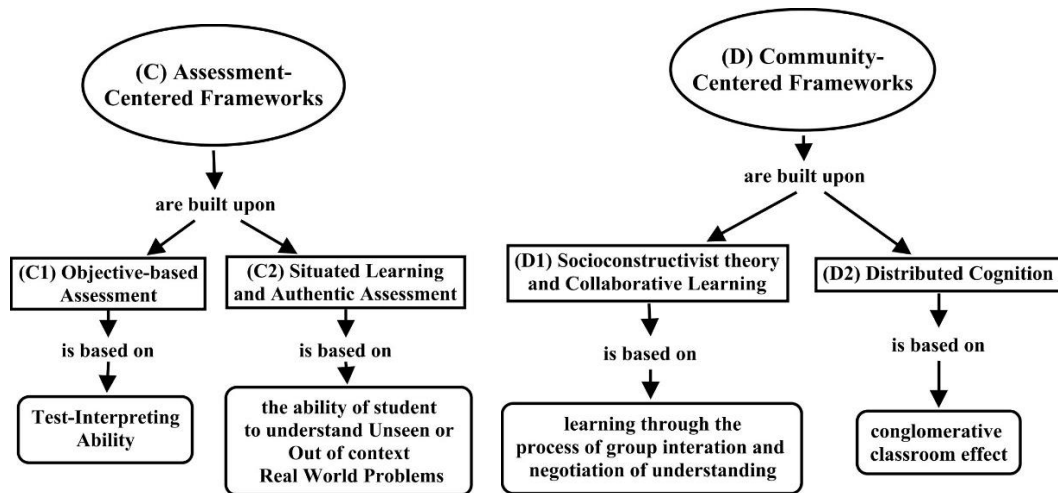 (C) Assessment-
Centered Frameworks
are built upon
(C1) Objective-based
Assessment
is based on
Test-Interpreting
Ability
(C2) Situated Learning
and Authentic Assessment
is based on
the ability of student
to understand Unseen or
Out of context
Real World Problems
(D) Community-
Centered Frameworks
are built upon
(D1) Socioconstructivist theory
and Collaborative Learning
is based on
learning through the
process of group interation and
negotiation of understanding
(D2) Distributed Cognition
is based on
conglomerative
classroom effect